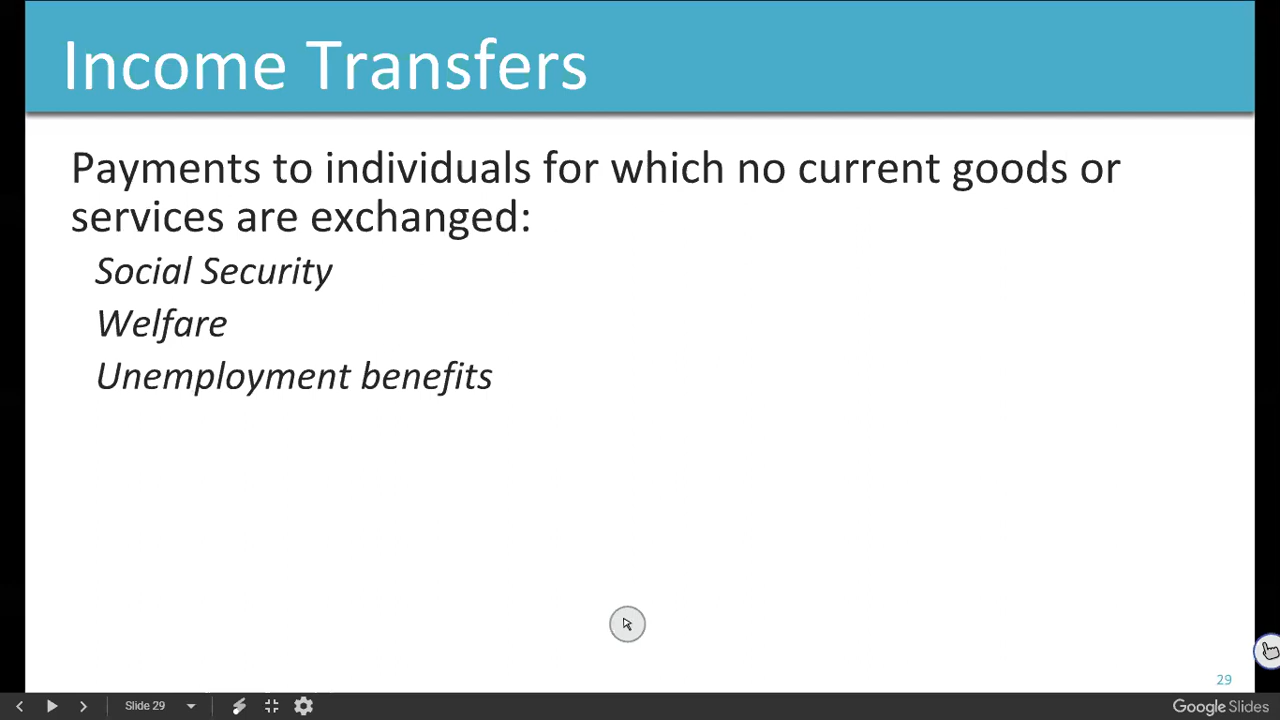 Income Transfers
Payments to individuals for which no current goods or
services are exchanged:
Social Security
Welfare
Unemployment benefits
29
Slide 29
Google Slides